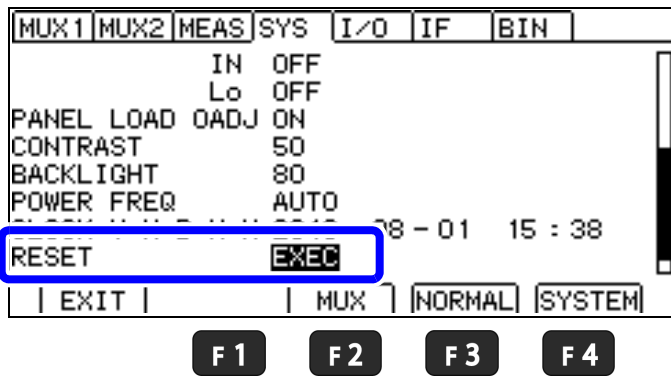 MUX1 MUX2 MEAS SYS I/O IF BIN
IN OFF
Lo OFF
PANEL LOAD OADJ ON
CONTRAST 50
BACKLIGHT 80
POWER FREQ AUTO
08-01 15:38
RESET EXEC
EXIT MUX NORMAL SYSTEM
F1 F2 F3 F4